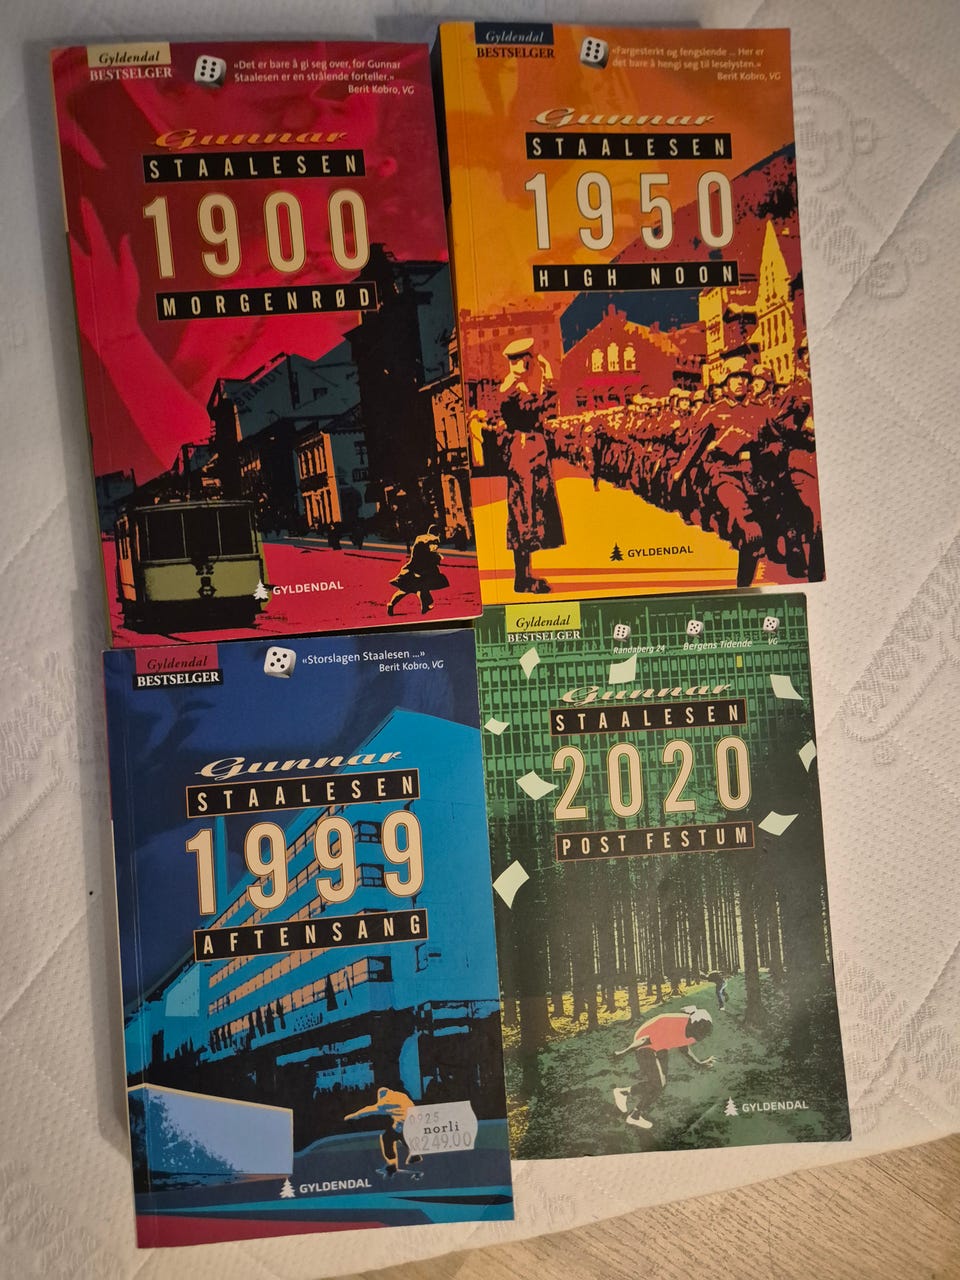 Gyldendal
BESTSELGER
«Det er bare å gi seg over, for Gunnar
Staalesen er en strålende forteller.»
Berit Kobro, VG
Gunnar
STAALESEN
1900
MORGENRØD
BRANDT
GYLDENDAL
Gyldendal
BESTSELGER
«Fargesterkt og fengslende ... Her er
det bare å hengi seg til leselysten.»
Berit Kobro, VG
Gunnar
STAALESEN
1950
HIGH NOON
GYLDENDAL
Gyldendal
BESTSELGER
«Storslagen Staalesen ...»
Berit Kobro, VG
Gunnar
STAALESEN
1999
AFTENSANG
0925
norli
KR249.00
GYLDENDAL
Gyldendal
BESTSELGER
Randaberg 24
Bergens Tidende
VG
Gunnar
STAALESEN
2020
POST FESTUM
GYLDENDAL